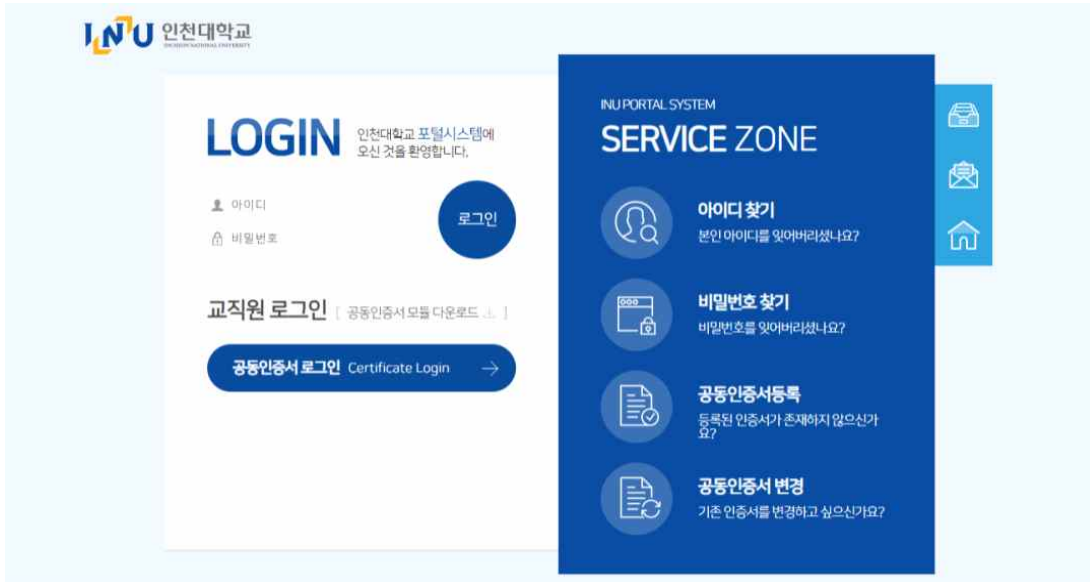 INU 인천대학교
INCHEON NATIONAL UNIVERSITY
LOGIN
인천대학교 포털시스템에
오신 것을 환영합니다.
아이디
비밀번호
로그인
교직원 로그인 [ 공동인증서 모듈 다운로드 ]
공동인증서 로그인 Certificate Login →
INU PORTAL SYSTEM
SERVICE ZONE
아이디 찾기
본인 아이디를 잊어버리셨나요?
비밀번호 찾기
비밀번호를 잊어버리셨나요?
공동인증서등록
등록된 인증서가 존재하지 않으신가
요?
공동인증서 변경
기존 인증서를 변경하고 싶으신가요?